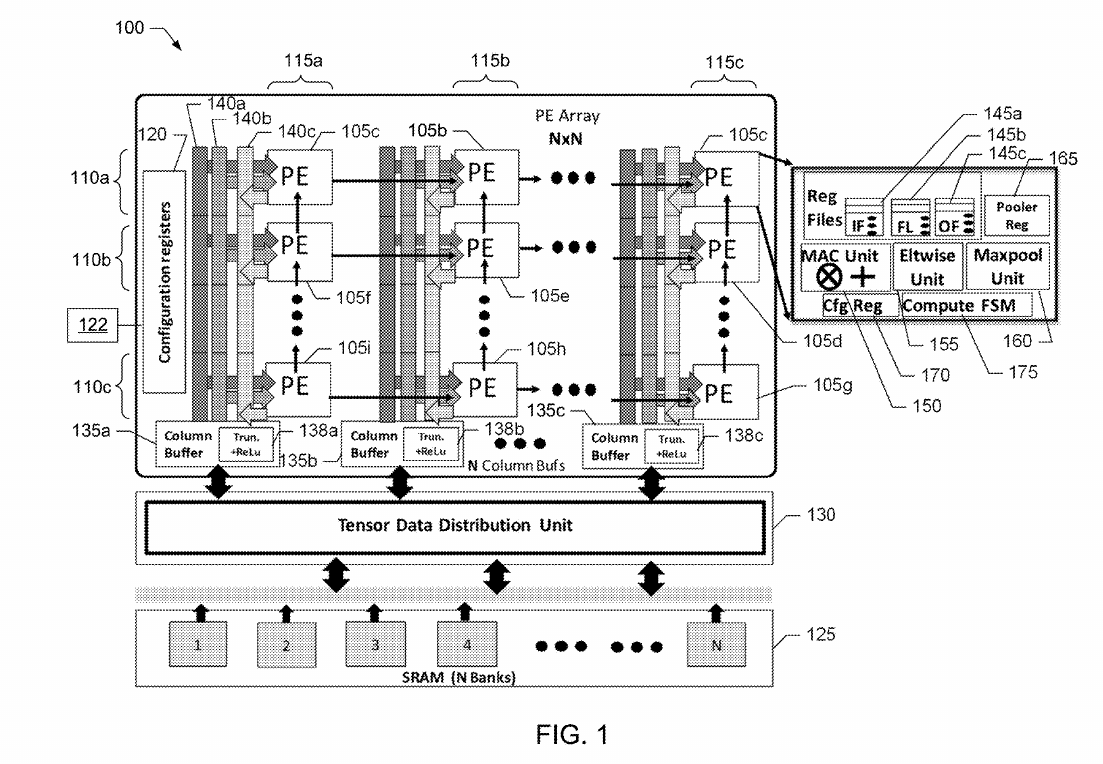 100
115a
115b
115c
140a
140b
140c
105c
105b
105c
120
PE Array
NxN
145a
145b
145c
165
110a
PE
PE
PE
Reg
Files
IF
FL
OF
Pooler
Reg
Configuration registers
110b
PE
PE
PE
MAC Unit
Eltwise
Unit
Maxpool
Unit
105f
105e
Cfg Reg
Compute FSM
122
105i
105h
105d
155
160
170
175
150
110c
PE
PE
PE
105g
135a
Column
Buffer
Trun.
+ReLu
138a
135b
Column
Buffer
Trun.
+ReLu
138b
135c
N Column Bufs
Column
Buffer
Trun.
+ReLu
138c
Tensor Data Distribution Unit
130
1
2
3
4
N
125
SRAM (N Banks)
FIG. 1